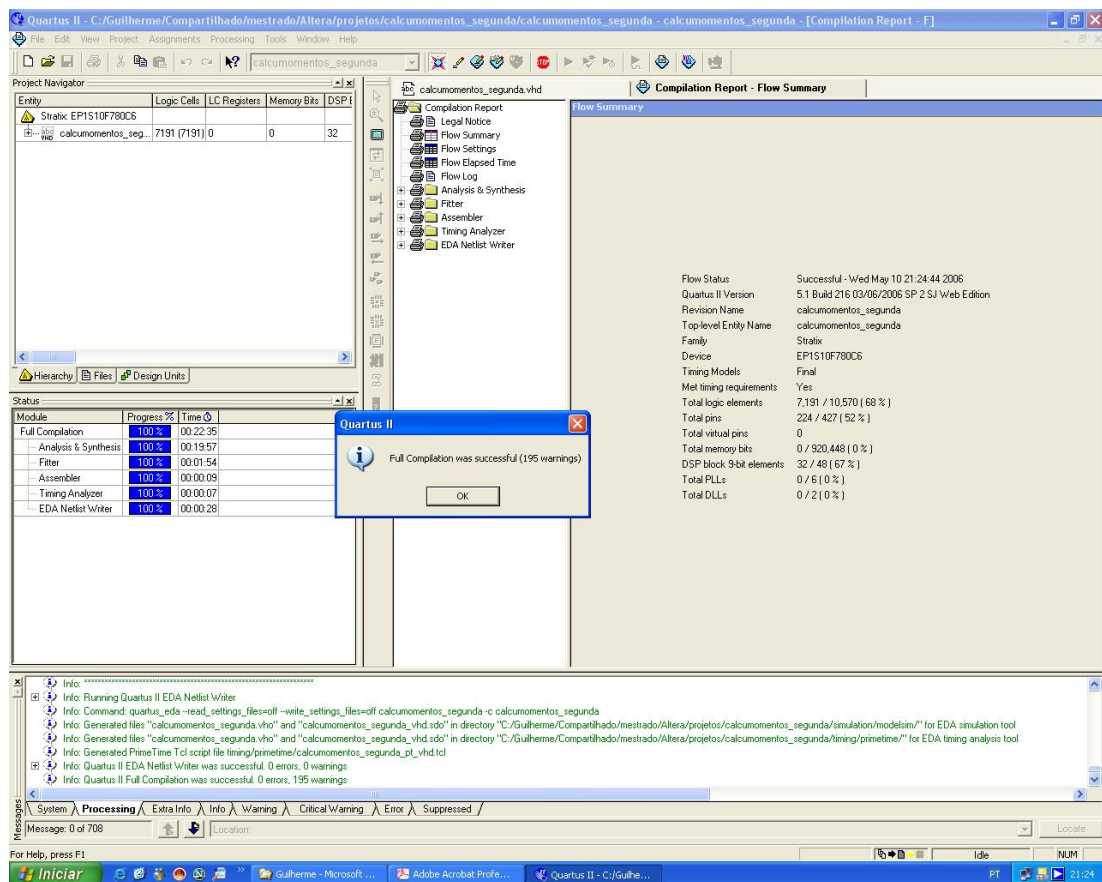 Quartus II - C:/Guilherme/Compartilhado/mestrado/Altera/projetos/calcumomentos_segunda/calcumomentos_segunda - calcumomentos_segunda - [Compilation Report - F]
File Edit View Project Assignments Processing Tools Window Help
calcumomentos_segunda
Project Navigator
Entity Logic Cells LC Registers Memory Bits DSP E
Stratix: EP1S10F780C6
calcumomentos_seg... 7191 (7191) 0 0 32
Hierarchy Files Design Units
Status
Module Progress % Time
Full Compilation 100 % 00:22:35
Analysis & Synthesis 100 % 00:19:57
Fitter 100 % 00:01:54
Assembler 100 % 00:00:09
Timing Analyzer 100 % 00:00:07
EDA Netlist Writer 100 % 00:00:28
calcumomentos_segunda.vhd
Compilation Report - Flow Summary
Compilation Report
Legal Notice
Flow Summary
Flow Settings
Flow Elapsed Time
Flow Log
Analysis & Synthesis
Fitter
Assembler
Timing Analyzer
EDA Netlist Writer
Flow Summary
Flow Status Successful - Wed May 10 21:24:44 2006
Quartus II Version 5.1 Build 216 03/06/2006 SP 2 SJ Web Edition
Revision Name calcumomentos_segunda
Top-level Entity Name calcumomentos_segunda
Family Stratix
Device EP1S10F780C6
Timing Models Final
Met timing requirements Yes
Total logic elements 7,191 / 10,570 ( 68 % )
Total pins 224 / 427 ( 52 % )
Total virtual pins 0
Total memory bits 0 / 920,448 ( 0 % )
DSP block 9-bit elements 32 / 48 ( 67 % )
Total PLLs 0 / 6 ( 0 % )
Total DLLs 0 / 2 ( 0 % )
Quartus II
Full Compilation was successful (195 warnings)
OK
Info: Running Quartus II EDA Netlist Writer
Info: Command: quartus_eda --read_settings_files=off --write_settings_files=off calcumomentos_segunda -c calcumomentos_segunda
Info: Generated files "calcumomentos_segunda.vho" and "calcumomentos_segunda_vhd.sdo" in directory "C:/Guilherme/Compartilhado/mestrado/Altera/projetos/calcumomentos_segunda/simulation/modelsim/" for EDA simulation tool
Info: Generated files "calcumomentos_segunda.vho" and "calcumomentos_segunda_vhd.sdo" in directory "C:/Guilherme/Compartilhado/mestrado/Altera/projetos/calcumomentos_segunda/timing/primetime/" for EDA timing analysis tool
Info: Generated PrimeTime Tcl script file timing/primetime/calcumomentos_segunda_pt_vhd.tcl
Info: Quartus II EDA Netlist Writer was successful. 0 errors, 0 warnings
Info: Quartus II Full Compilation was successful. 0 errors, 195 warnings
Messages
System Processing Extra Info Info Warning Critical Warning Error Suppressed
Message: 0 of 708 Location: Locate
For Help, press F1 Idle NUM
Iniciar Guilherme - Microsoft ... Adobe Acrobat Profe... Quartus II - C:/Guilhe... PT 21:24